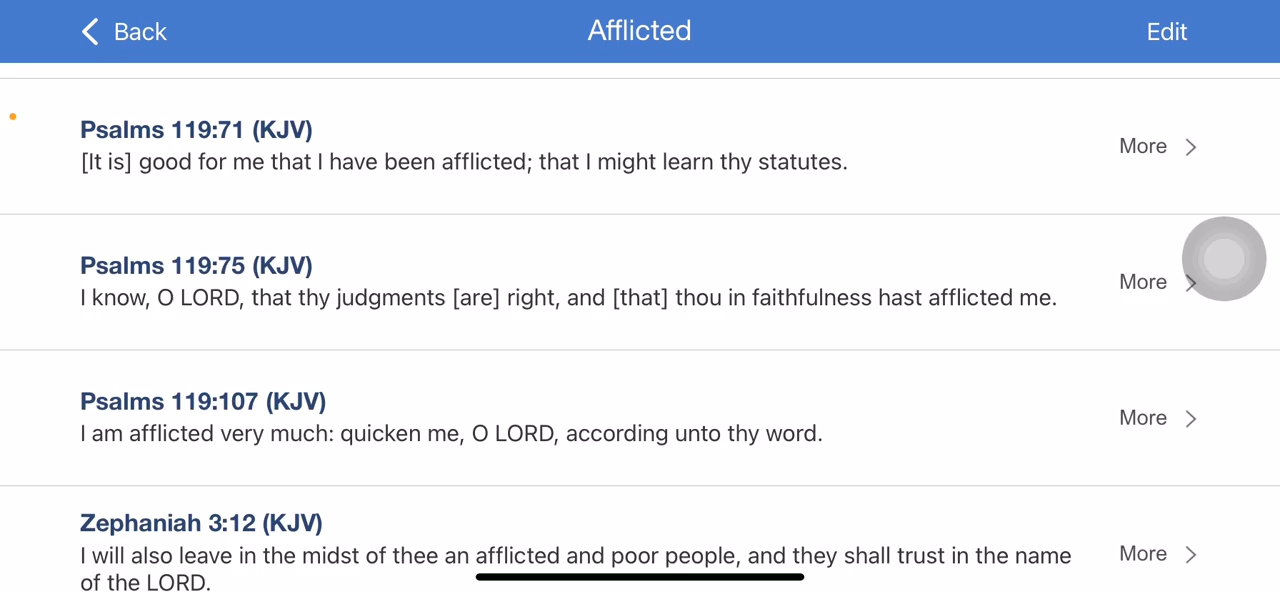 Back
Afflicted
Edit
Psalms 119:71 (KJV)
[It is] good for me that I have been afflicted; that I might learn thy statutes.
More
Psalms 119:75 (KJV)
I know, O LORD, that thy judgments [are] right, and [that] thou in faithfulness hast afflicted me.
More
Psalms 119:107 (KJV)
I am afflicted very much: quicken me, O LORD, according unto thy word.
More
Zephaniah 3:12 (KJV)
I will also leave in the midst of thee an afflicted and poor people, and they shall trust in the name
of the LORD.
More